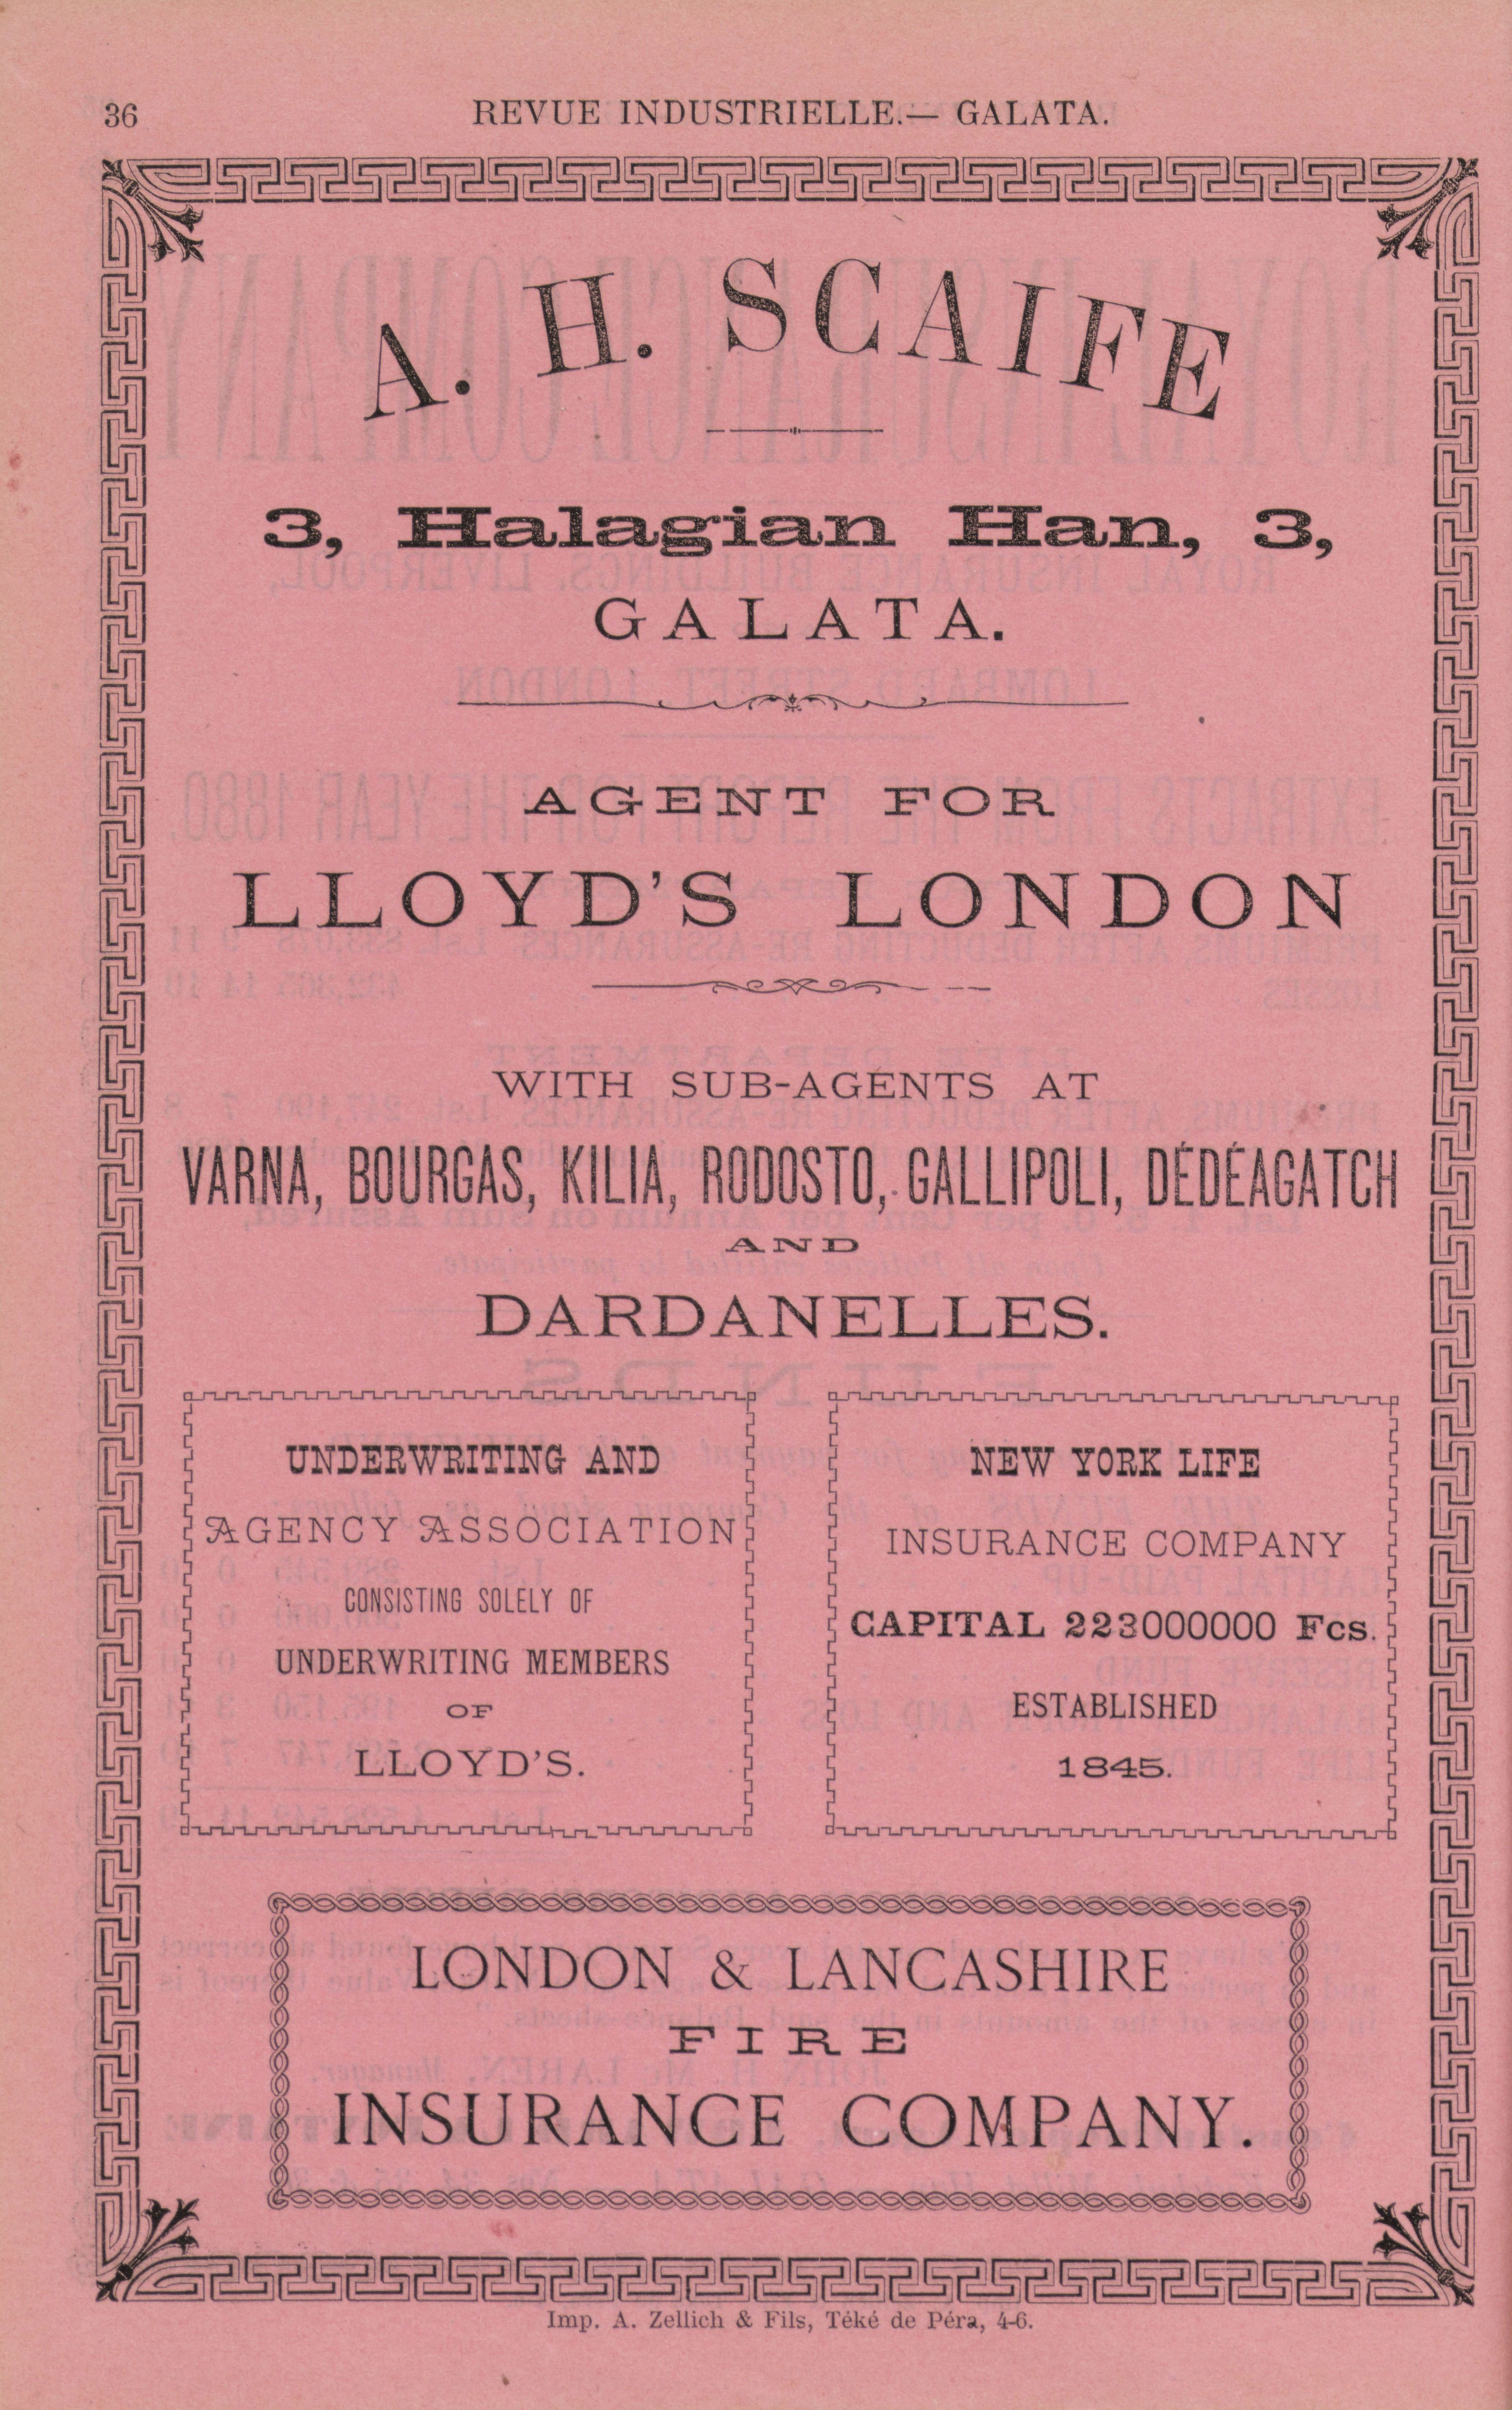 36
REVUE INDUSTRIELLE.— GALATA.
A. H. SCAIFE
3, Halagian Han, 3,
GALATA.
AGENT FOR
LLOYD'S LONDON
WITH SUB-AGENTS AT
VARNA, BOURGAS, KILIA, RODOSTO, GALLIPOLI, DÉDÉAGATCH
AND
DARDANELLES.
UNDERWRITING AND
AGENCY ASSOCIATION
CONSISTING SOLELY OF
UNDERWRITING MEMBERS
OF
LLOYD'S.
NEW YORK LIFE
INSURANCE COMPANY
CAPITAL 223000000 Fcs.
ESTABLISHED
1845.
LONDON & LANCASHIRE
FIRE
INSURANCE COMPANY.
Imp. A. Zellich & Fils, Téké de Péra, 4-6.